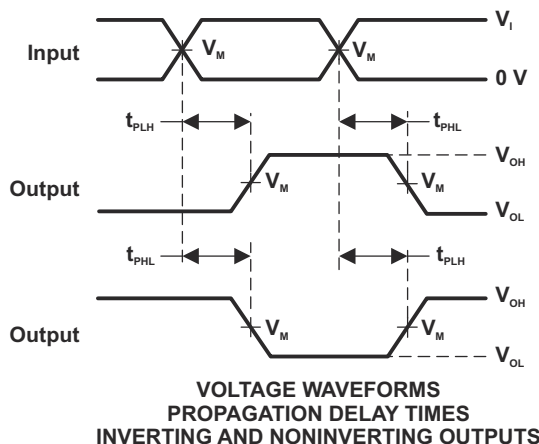 Input
V_M
V_M
V_I
0 V
t_PLH
t_PHL
Output
V_M
V_M
V_OH
V_OL
t_PHL
t_PLH
Output
V_M
V_M
V_OH
V_OL
VOLTAGE WAVEFORMS
PROPAGATION DELAY TIMES
INVERTING AND NONINVERTING OUTPUTS